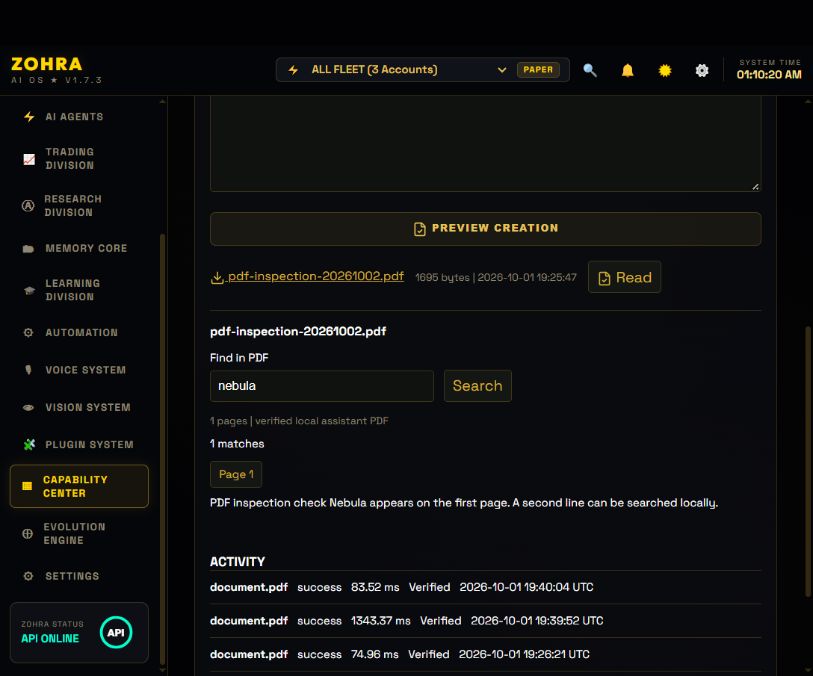 ZOHRA
AI OS ★ V1.7.3
ALL FLEET (3 Accounts)
PAPER
SYSTEM TIME
01:10:20 AM
AI AGENTS
TRADING
DIVISION
RESEARCH
DIVISION
MEMORY CORE
LEARNING
DIVISION
AUTOMATION
VOICE SYSTEM
VISION SYSTEM
PLUGIN SYSTEM
CAPABILITY
CENTER
EVOLUTION
ENGINE
SETTINGS
ZOHRA STATUS
API ONLINE
API
PREVIEW CREATION
pdf-inspection-20261002.pdf 1695 bytes | 2026-10-01 19:25:47 Read
pdf-inspection-20261002.pdf
Find in PDF
nebula Search
1 pages | verified local assistant PDF
1 matches
Page 1
PDF inspection check Nebula appears on the first page. A second line can be searched locally.
ACTIVITY
document.pdf success 83.52 ms Verified 2026-10-01 19:40:04 UTC
document.pdf success 1343.37 ms Verified 2026-10-01 19:39:52 UTC
document.pdf success 74.96 ms Verified 2026-10-01 19:26:21 UTC